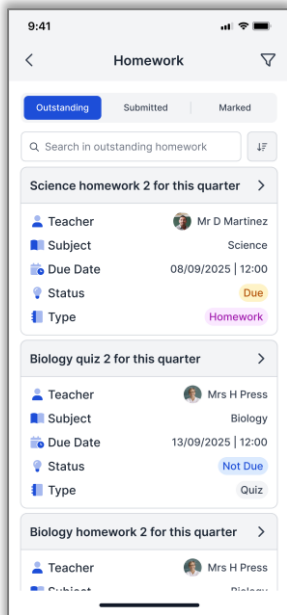 9:41
Homework
Outstanding Submitted Marked
Search in outstanding homework
Science homework 2 for this quarter
Teacher Mr D Martinez
Subject Science
Due Date 08/09/2025 | 12:00
Status Due
Type Homework
Biology quiz 2 for this quarter
Teacher Mrs H Press
Subject Biology
Due Date 13/09/2025 | 12:00
Status Not Due
Type Quiz
Biology homework 2 for this quarter
Teacher Mrs H Press
Subject Biology